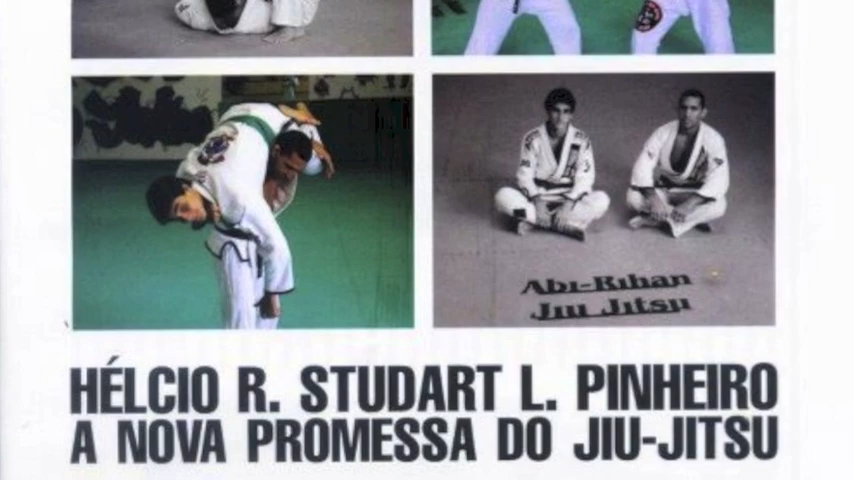 Abi-Rihan
Jiu Jitsu
HÉLCIO R. STUDART L. PINHEIRO
A NOVA PROMESSA DO JIU-JITSU